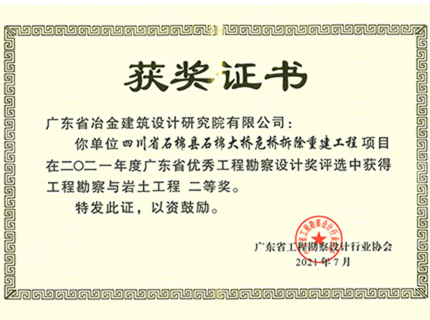 获奖证书
广东省冶金建筑设计研究院有限公司：
你单位四川省石棉县石棉大桥危桥拆除重建工程项目
在二〇二一年度广东省优秀工程勘察设计奖评选中获得
工程勘察与岩土工程 二等奖。
特发此证，以资鼓励。
广东省工程勘察设计行业协会
2021年7月